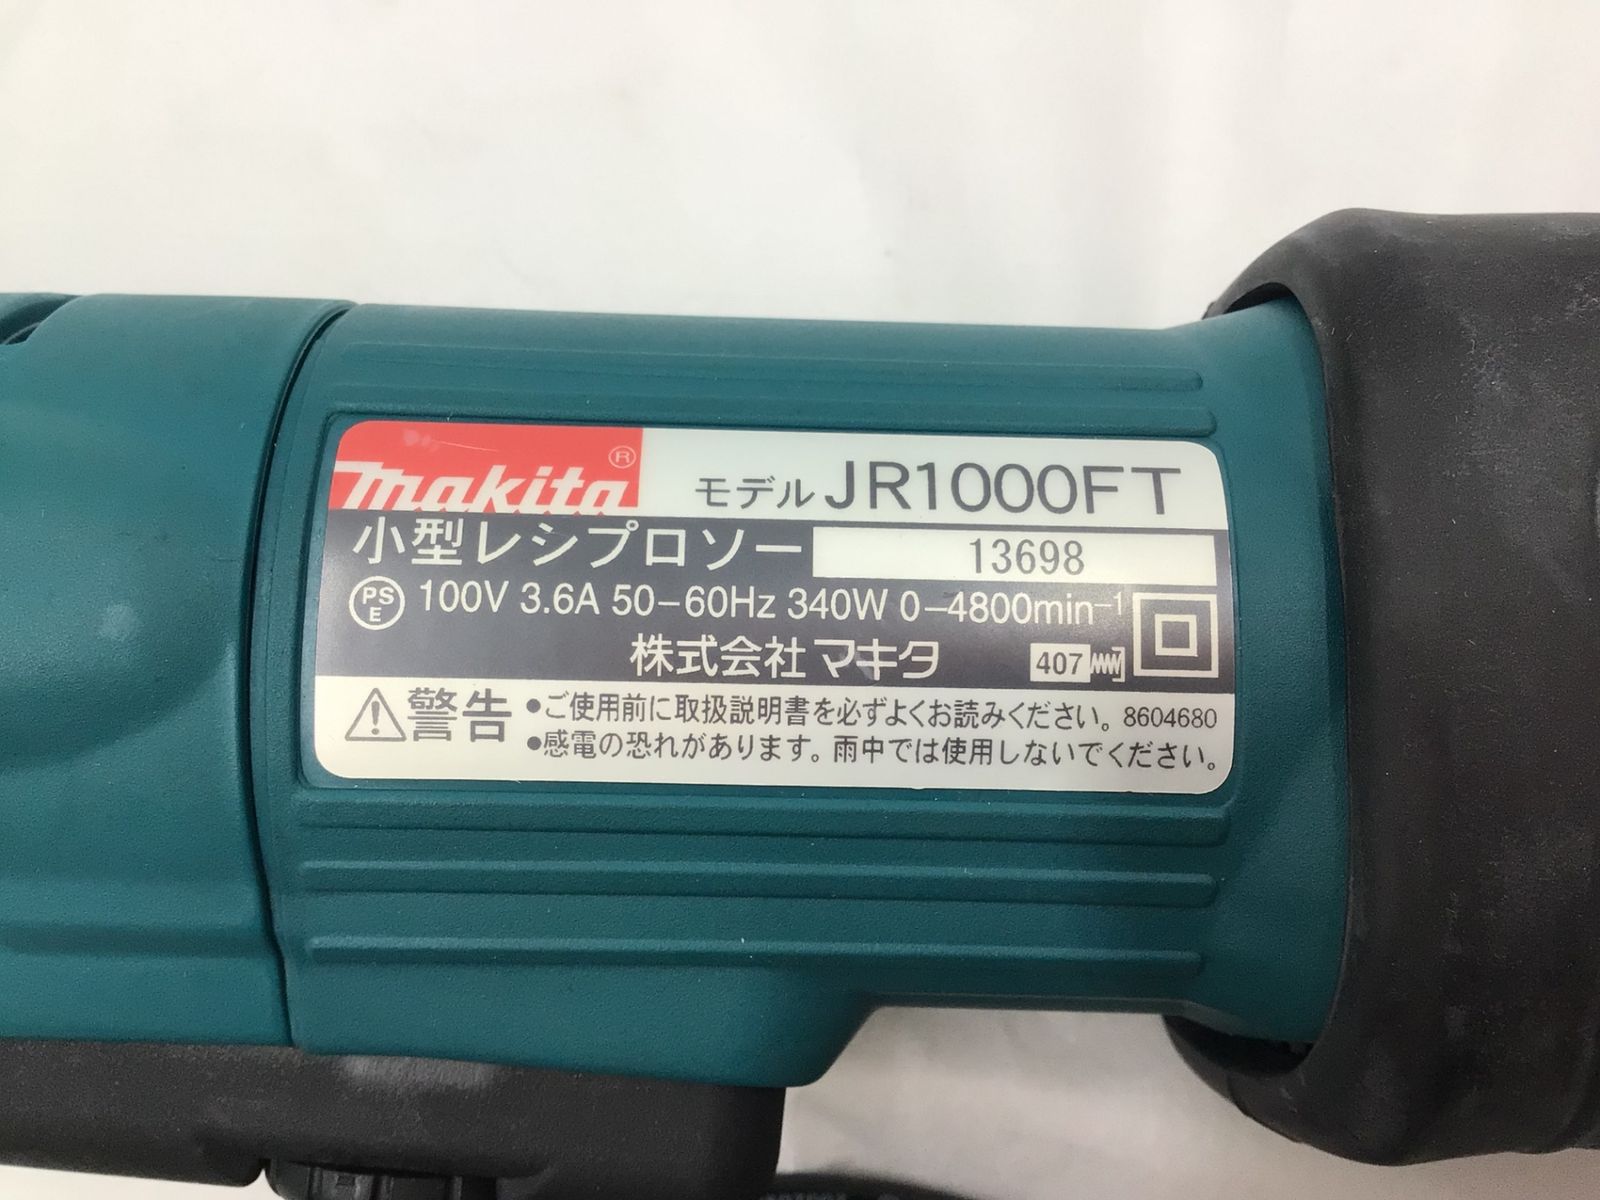 makita ® モデル JR1000FT
小型レシプロソー 13698
PSE 100V 3.6A 50-60Hz 340W 0-4800min⁻¹
株式会社マキタ 407
⚠警告 ●ご使用前に取扱説明書を必ずよくお読みください。 8604680
●感電の恐れがあります。雨中では使用しないでください。